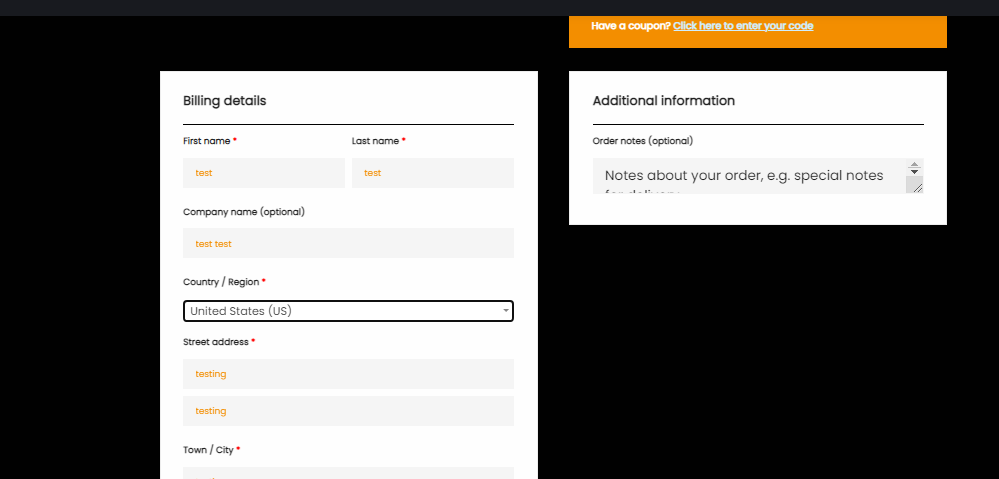 Have a coupon? Click here to enter your code
Billing details
First name *
Last name *
test
test
Company name (optional)
test test
Country / Region *
United States (US)
Street address *
testing
testing
Town / City *
Additional information
Order notes (optional)
Notes about your order, e.g. special notes
for delivery.